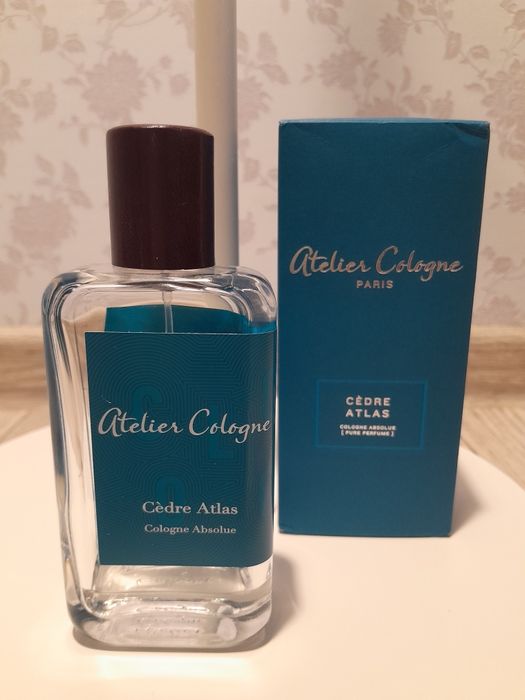 Atelier Cologne
Cèdre Atlas
Cologne Absolue
Atelier Cologne
PARIS
CÈDRE
ATLAS
COLOGNE ABSOLUE
[ PURE PERFUME ]